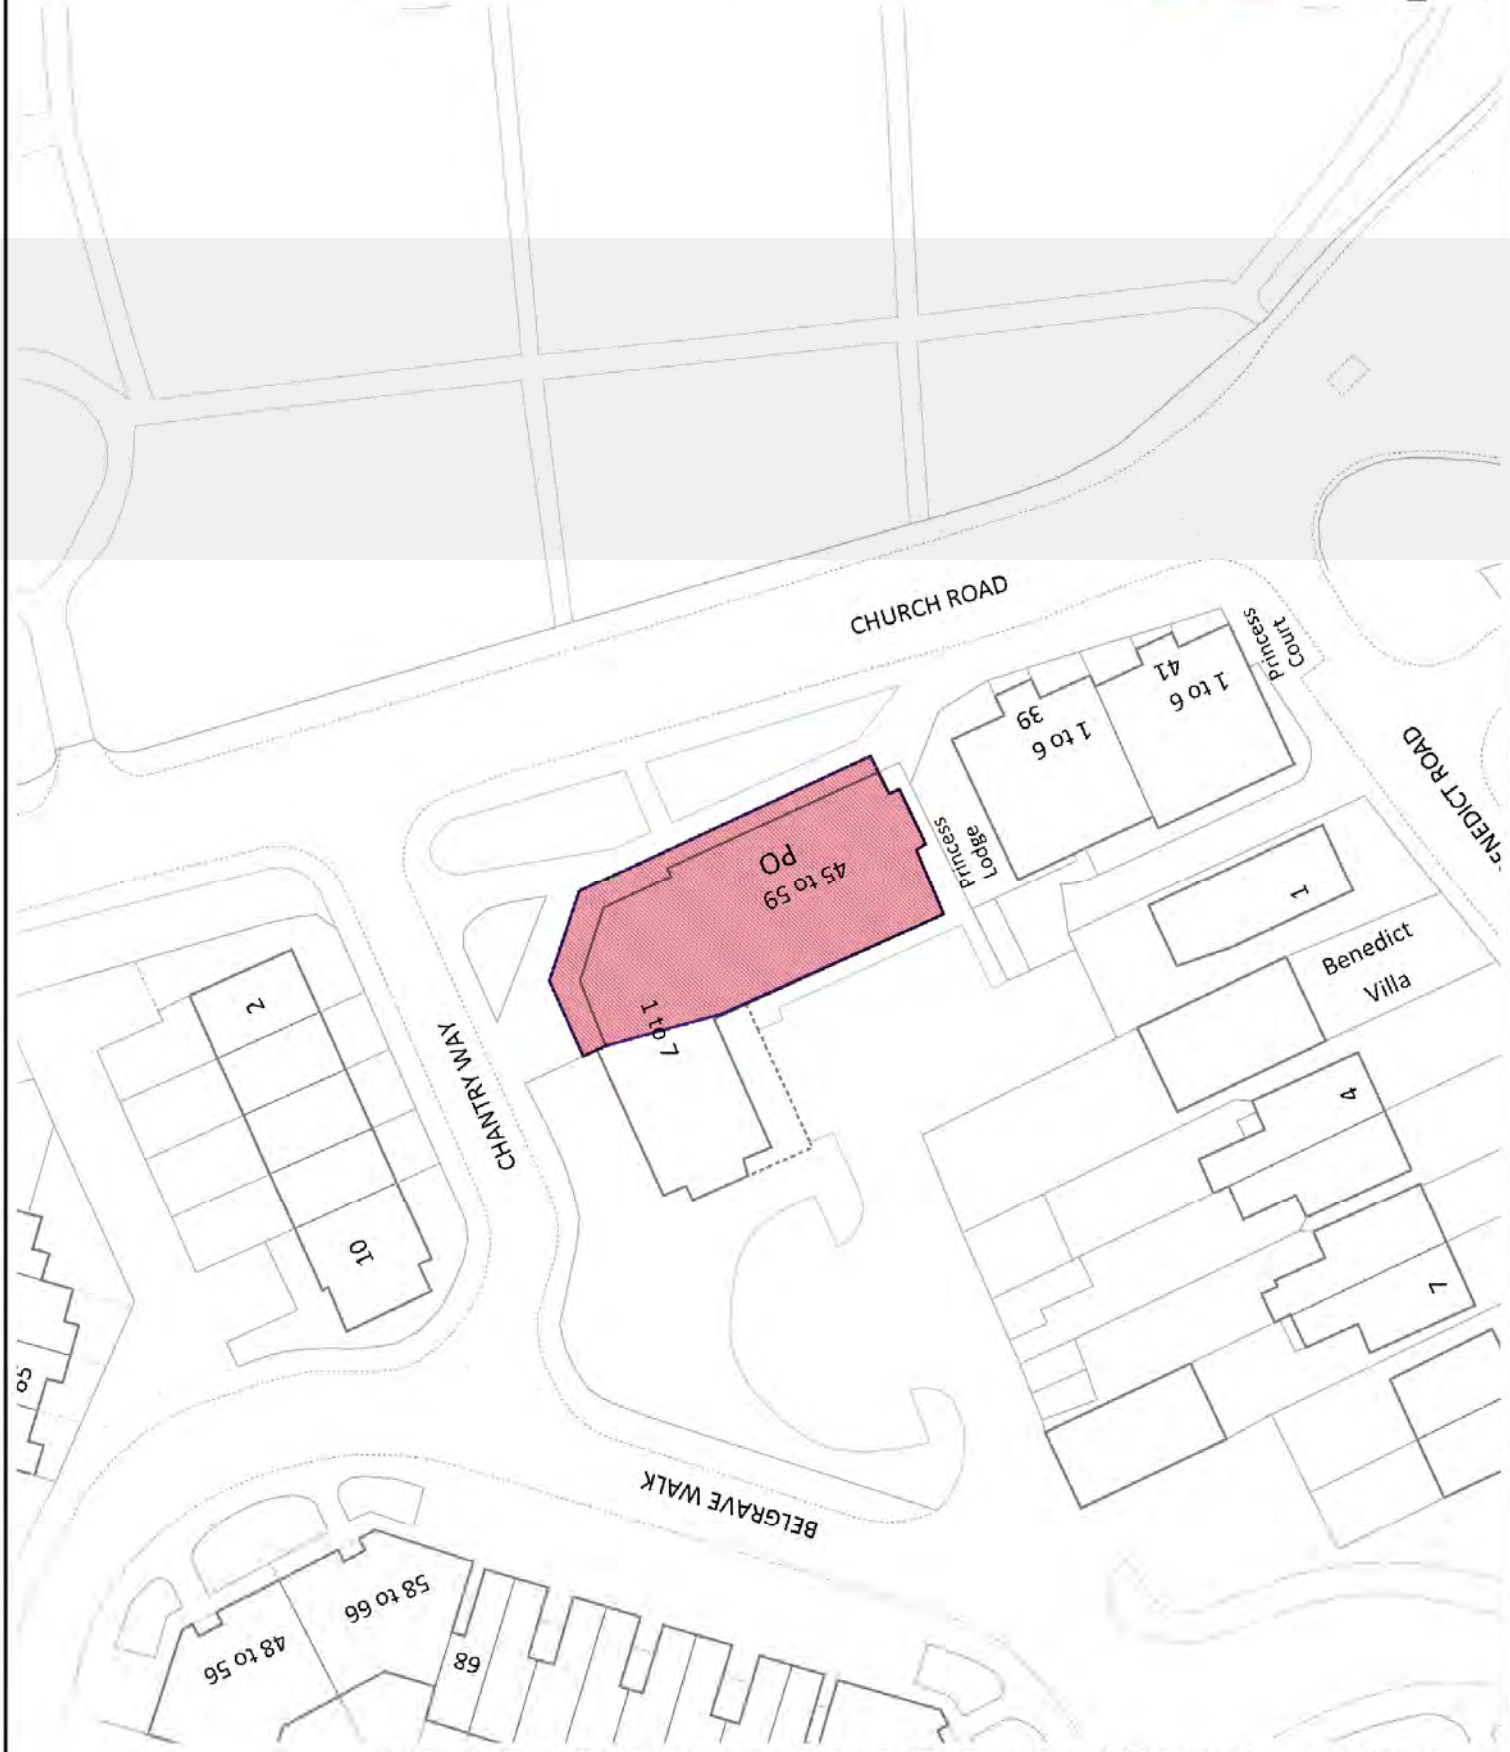 CHURCH ROAD
Princess
Court
41
1 to 6
39
1 to 6
ENEDICT ROAD
PO
45 to 59
Princess
Lodge
1
Benedict
Villa
2
1 to 7
CHANTRY WAY
4
10
7
BELGRAVE WALK
58 to 66
48 to 56
68